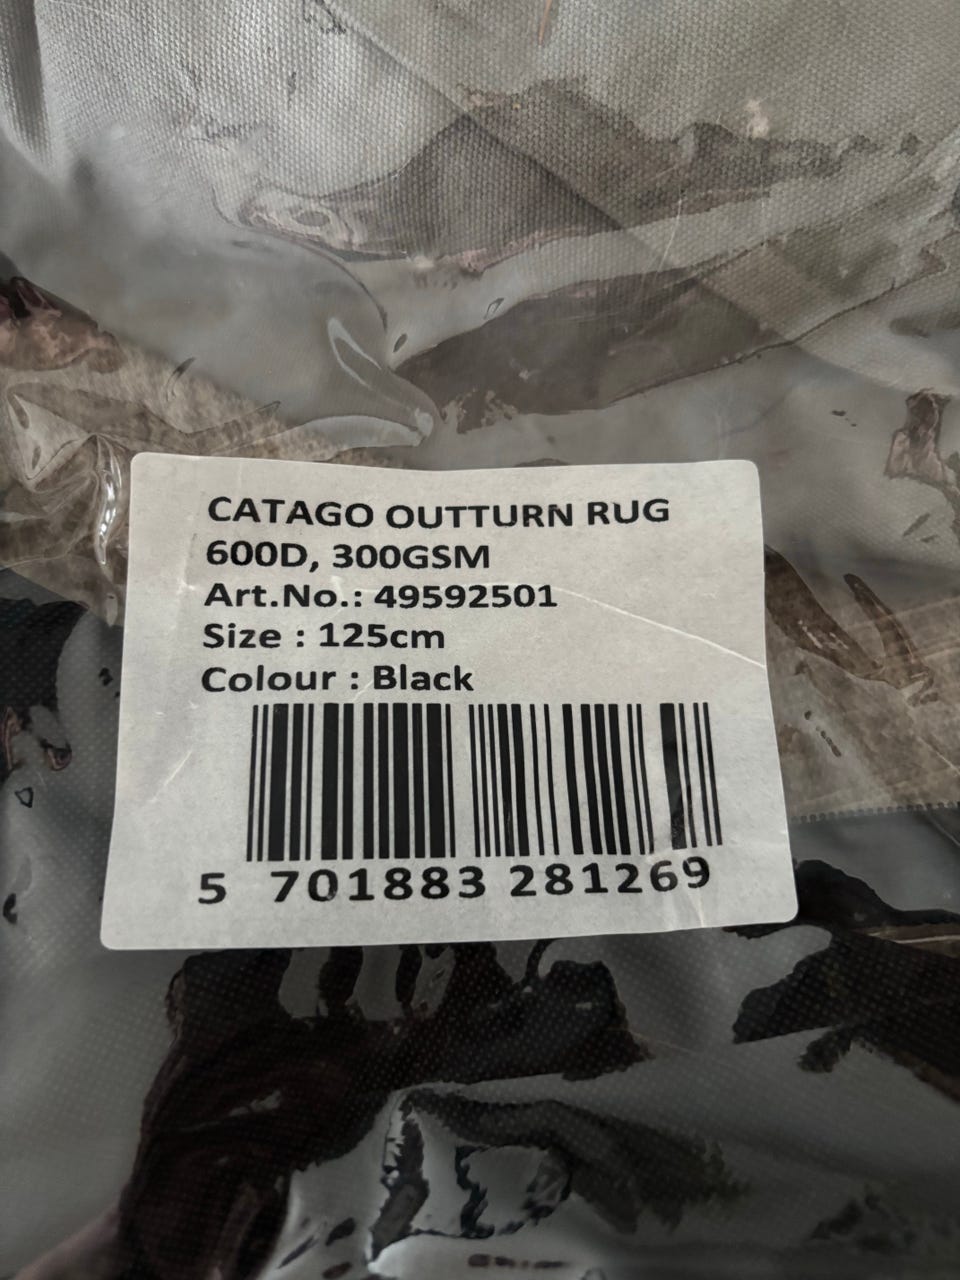 CATAGO OUTTURN RUG
600D, 300GSM
Art.No.: 49592501
Size : 125cm
Colour : Black
5 701883 281269